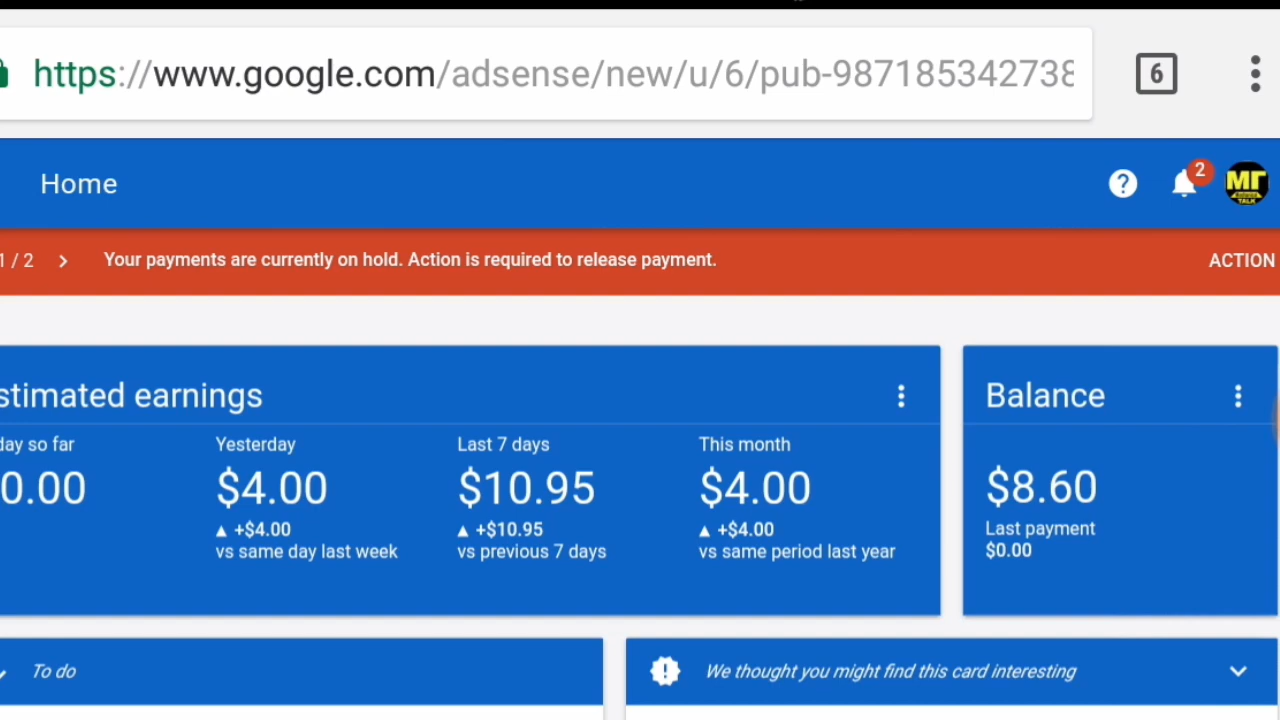 https://www.google.com/adsense/new/u/6/pub-987185342738
6
Home
2
MT
TALK
1 / 2
Your payments are currently on hold. Action is required to release payment.
ACTION
stimated earnings
day so far
0.00
Yesterday
$4.00
+$4.00
vs same day last week
Last 7 days
$10.95
+$10.95
vs previous 7 days
This month
$4.00
+$4.00
vs same period last year
Balance
$8.60
Last payment
$0.00
To do
We thought you might find this card interesting